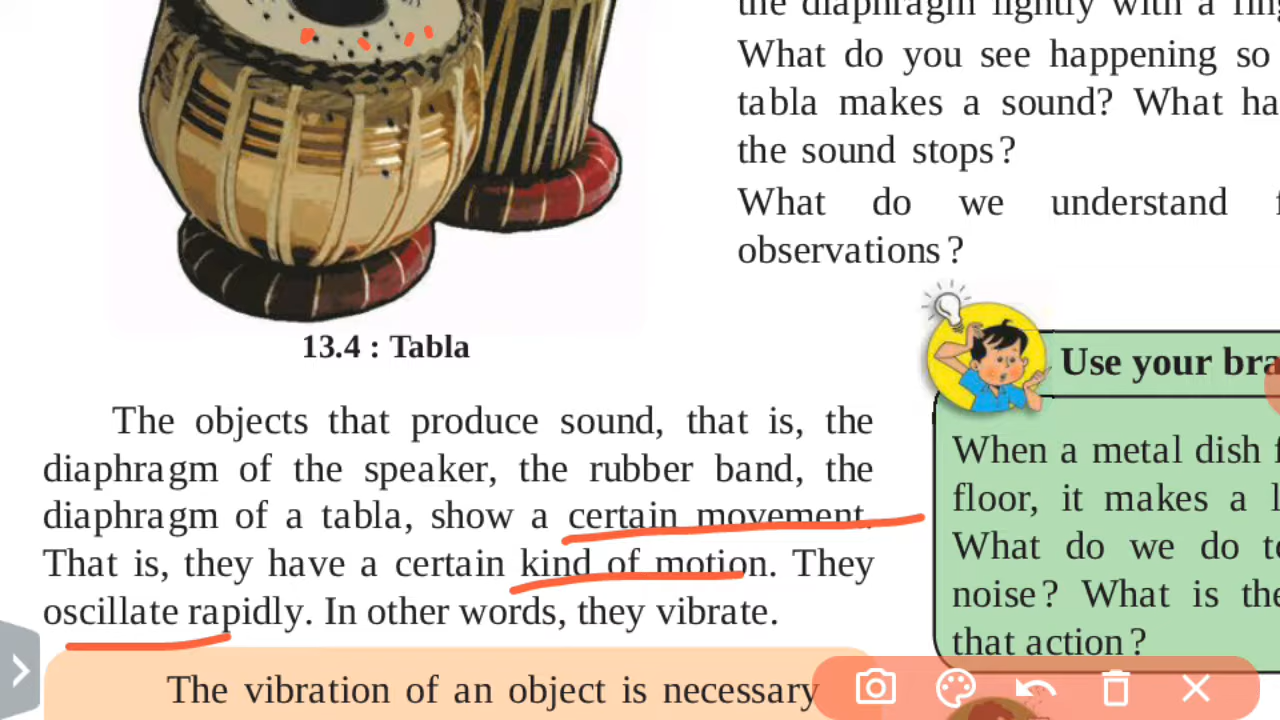 13.4 : Tabla
The objects that produce sound, that is, the
diaphragm of the speaker, the rubber band, the
diaphragm of a tabla, show a certain movement.
That is, they have a certain kind of motion. They
oscillate rapidly. In other words, they vibrate.
The vibration of an object is necessary
the diaphragm lightly with a
What do you see happening so
tabla makes a sound? What
the sound stops?
What do we understand
observations?
Use your
When a metal dish
floor, it makes a
What do we do
noise? What is
that action?